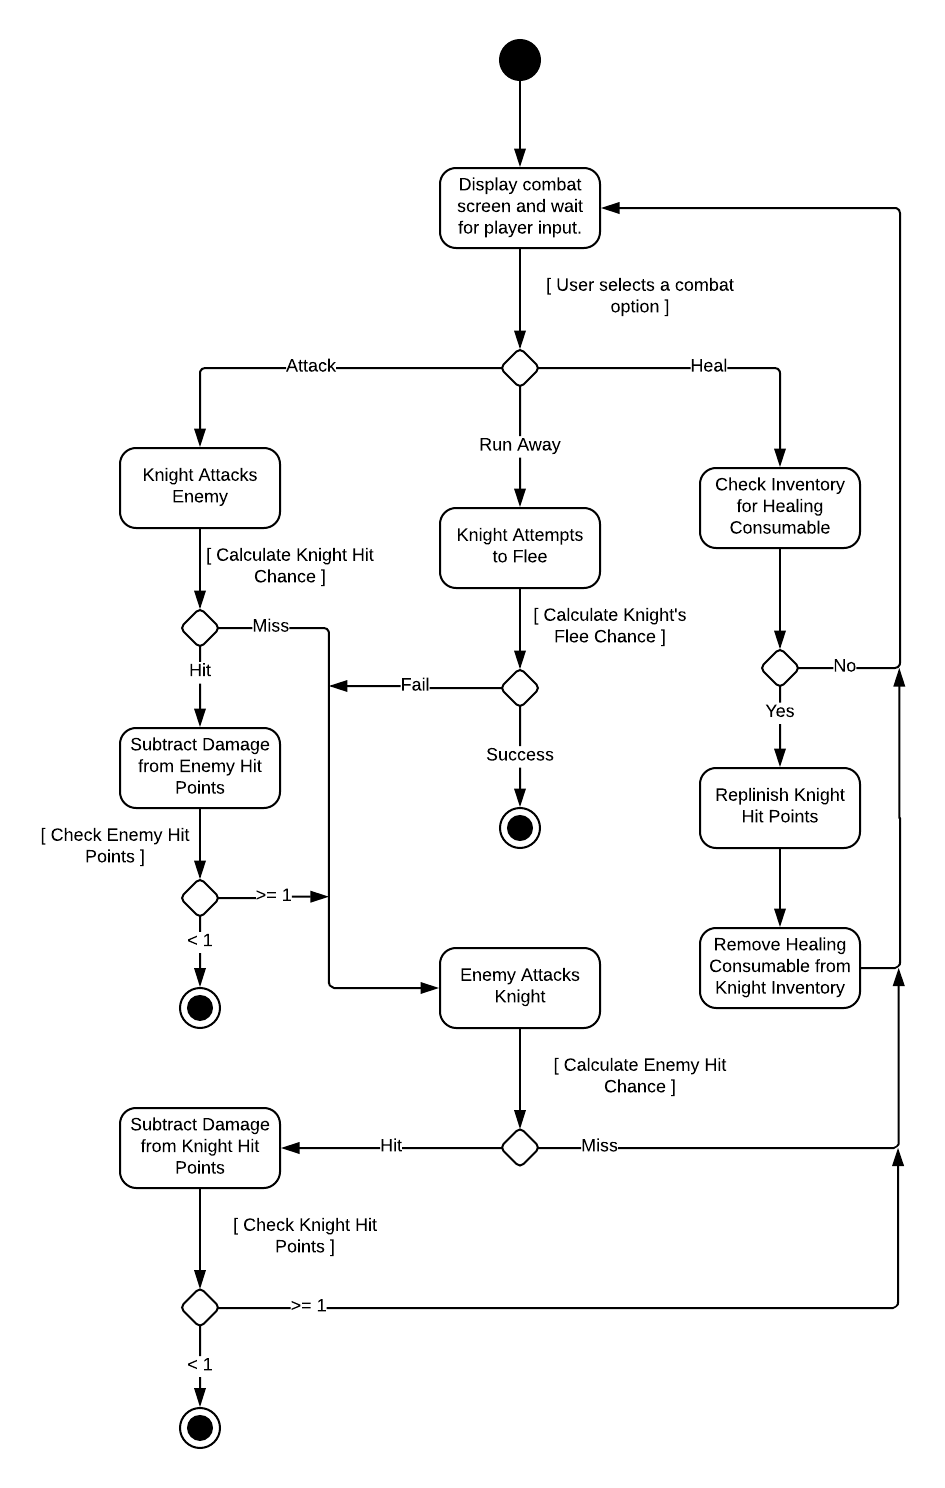 Display combat
screen and wait
for player input.
[ User selects a combat
option ]
Attack
Heal
Run Away
Knight Attacks
Enemy
Check Inventory
for Healing
Consumable
Knight Attempts
to Flee
[ Calculate Knight Hit
Chance ]
[ Calculate Knight's
Flee Chance ]
Miss
Hit
Fail
No
Yes
Subtract Damage
from Enemy Hit
Points
Success
Replinish Knight
Hit Points
[ Check Enemy Hit
Points ]
>= 1
< 1
Remove Healing
Consumable from
Knight Inventory
Enemy Attacks
Knight
[ Calculate Enemy Hit
Chance ]
Subtract Damage
from Knight Hit
Points
Hit
Miss
[ Check Knight Hit
Points ]
>= 1
< 1